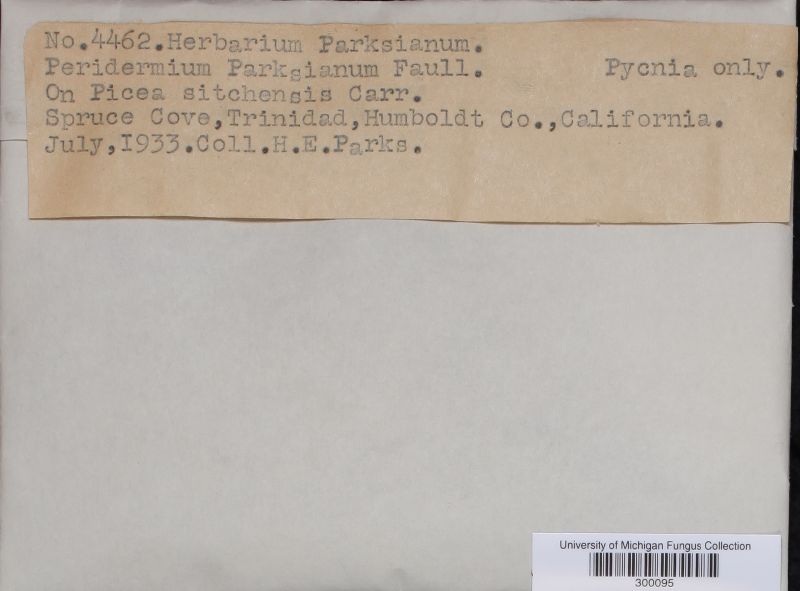 No.4462.Herbarium Parksianum.
Peridermium Parksianum Faull. Pycnia only.
On Picea sitchensis Carr.
Spruce Cove,Trinidad,Humboldt Co.,California.
July,1933.Coll.H.E.Parks.
University of Michigan Fungus Collection
300095